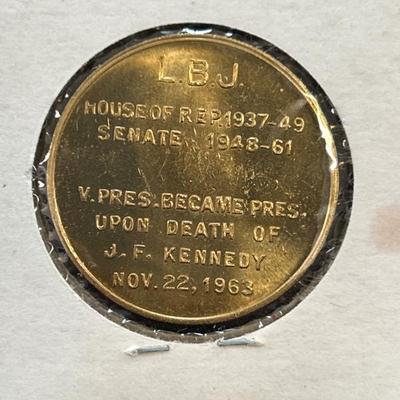 L.B.J.
HOUSE OF REP.1937-49
SENATE 1948-61
V. PRES. BECAME PRES.
UPON DEATH OF
J. F. KENNEDY
NOV. 22, 1963